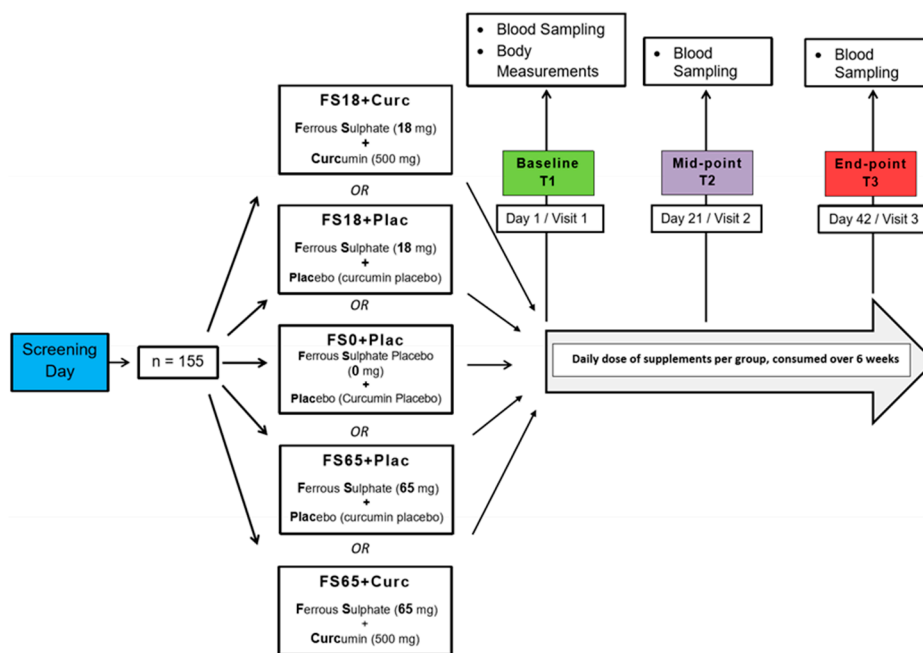 • Blood Sampling
• Body
Measurements
• Blood
Sampling
• Blood
Sampling
FS18+Curc
Ferrous Sulphate (18 mg)
+
Curcumin (500 mg)
OR
FS18+Plac
Ferrous Sulphate (18 mg)
+
Placebo (curcumin placebo)
OR
FS0+Plac
Ferrous Sulphate Placebo
(0 mg)
+
Placebo (Curcumin Placebo)
OR
FS65+Plac
Ferrous Sulphate (65 mg)
+
Placebo (curcumin placebo)
OR
FS65+Curc
Ferrous Sulphate (65 mg)
+
Curcumin (500 mg)
Baseline
T1
Day 1 / Visit 1
Mid-point
T2
Day 21 / Visit 2
End-point
T3
Day 42 / Visit 3
Screening
Day
n = 155
Daily dose of supplements per group, consumed over 6 weeks